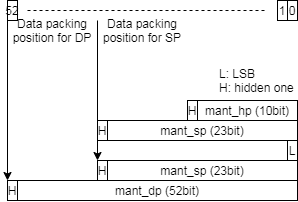 52 1 0
Data packing position for DP
Data packing position for SP
L: LSB
H: hidden one
H mant_hp (10bit)
H mant_sp (23bit)
L
H mant_sp (23bit)
H mant_dp (52bit)